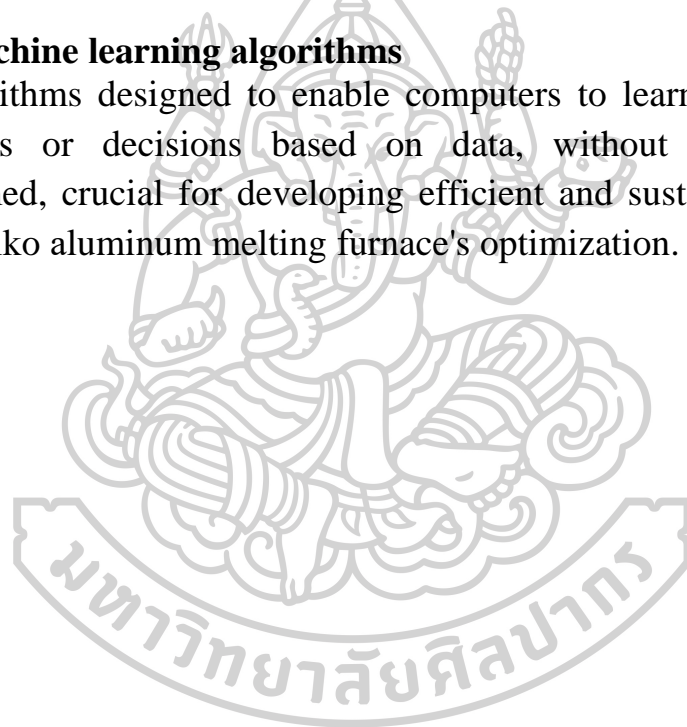 chine learning algorithms
ithms designed to enable computers to learn
s or decisions based on data, without
ed, crucial for developing efficient and sust
ko aluminum melting furnace's optimization.
มหาวิทยาลัยศิลปากร